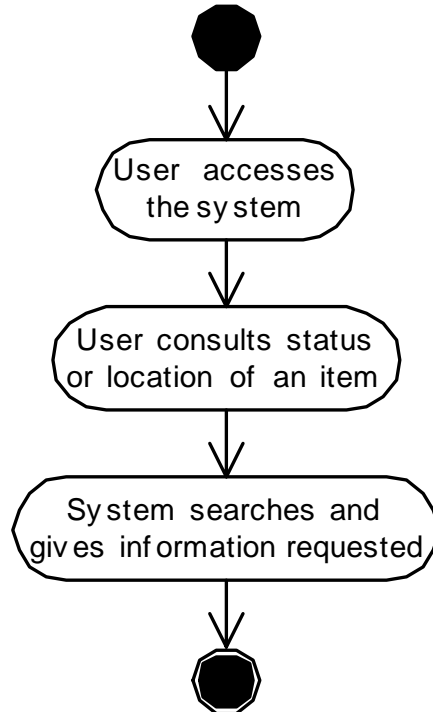 User accesses
the system
User consults status
or location of an item
System searches and
gives information requested